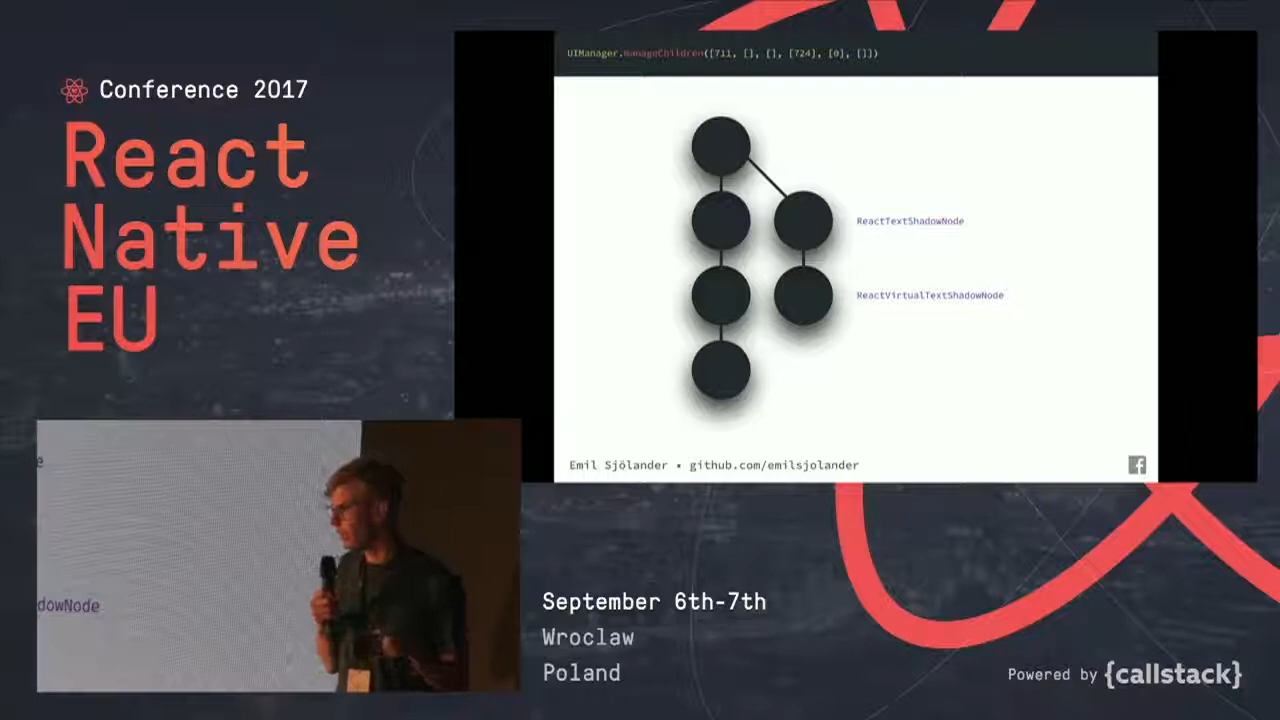 Conference 2017
React
Native
EU
UIManager.manageChildren([711, [], [], [724], [0], []])
ReactTextShadowNode
ReactVirtualTextShadowNode
Emil Sjölander • github.com/emilsjolander
e
dowNode
September 6th-7th
Wroclaw
Poland
Powered by {callstack}